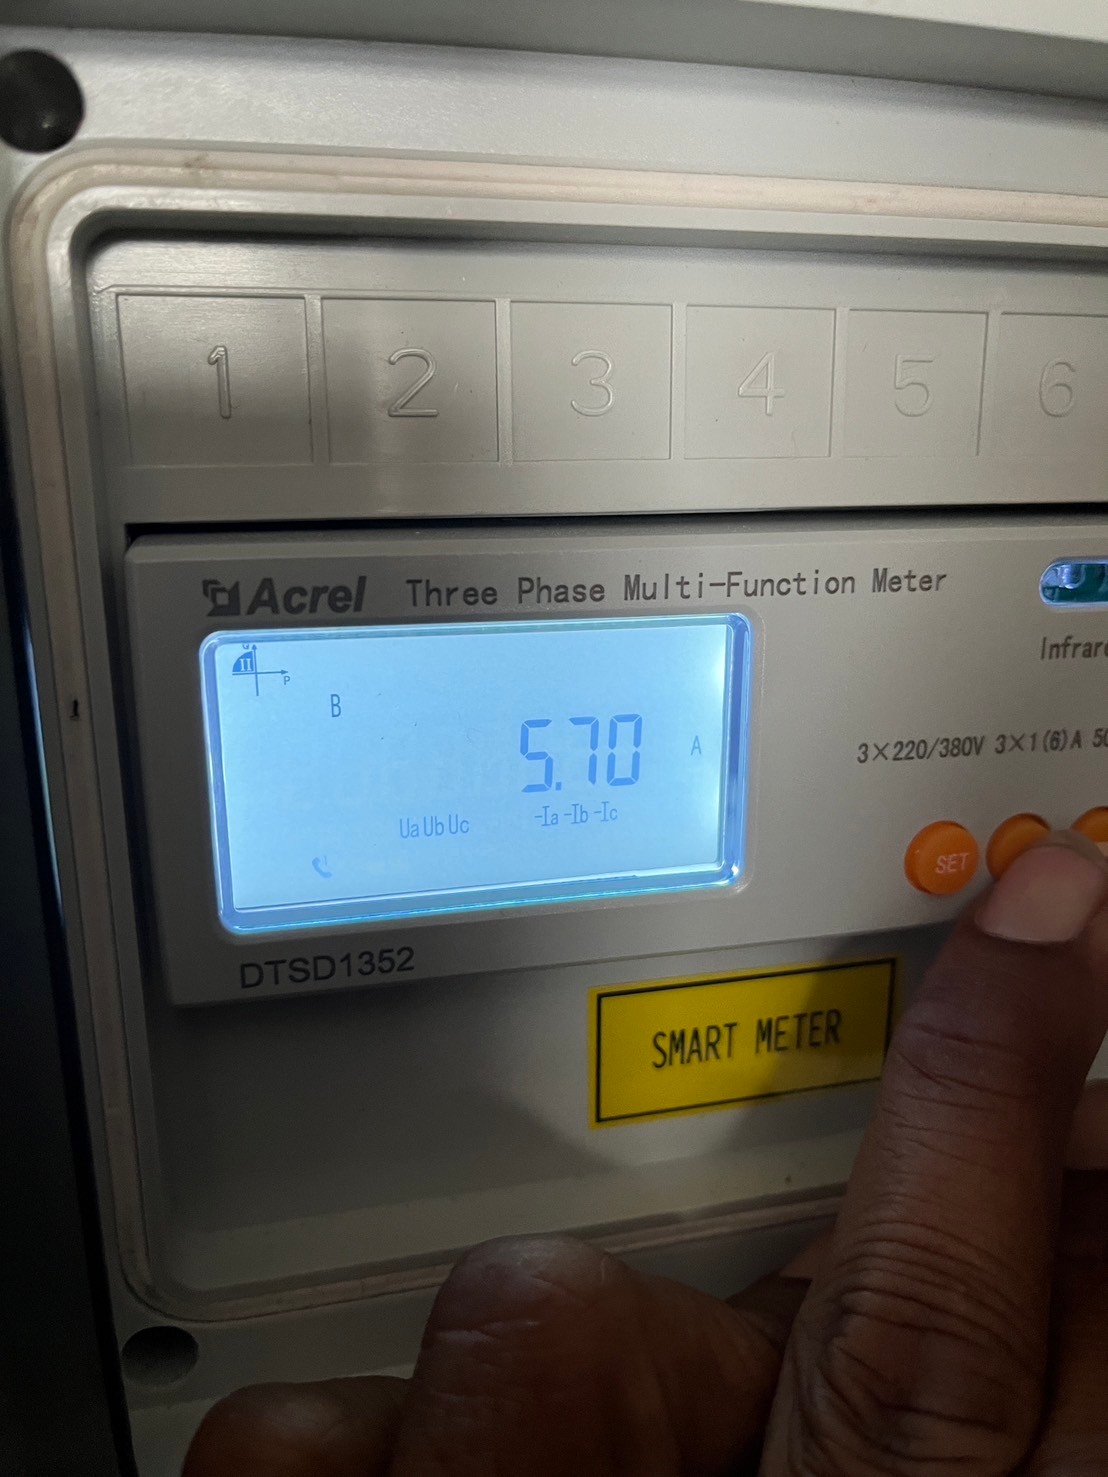 1 2 3 4 5 6
Acrel Three Phase Multi-Function Meter
II
P
B
5.70 A
Ua Ub Uc -Ia -Ib -Ic
3×220/380V 3×1(6)A
SET
DTSD1352
SMART METER